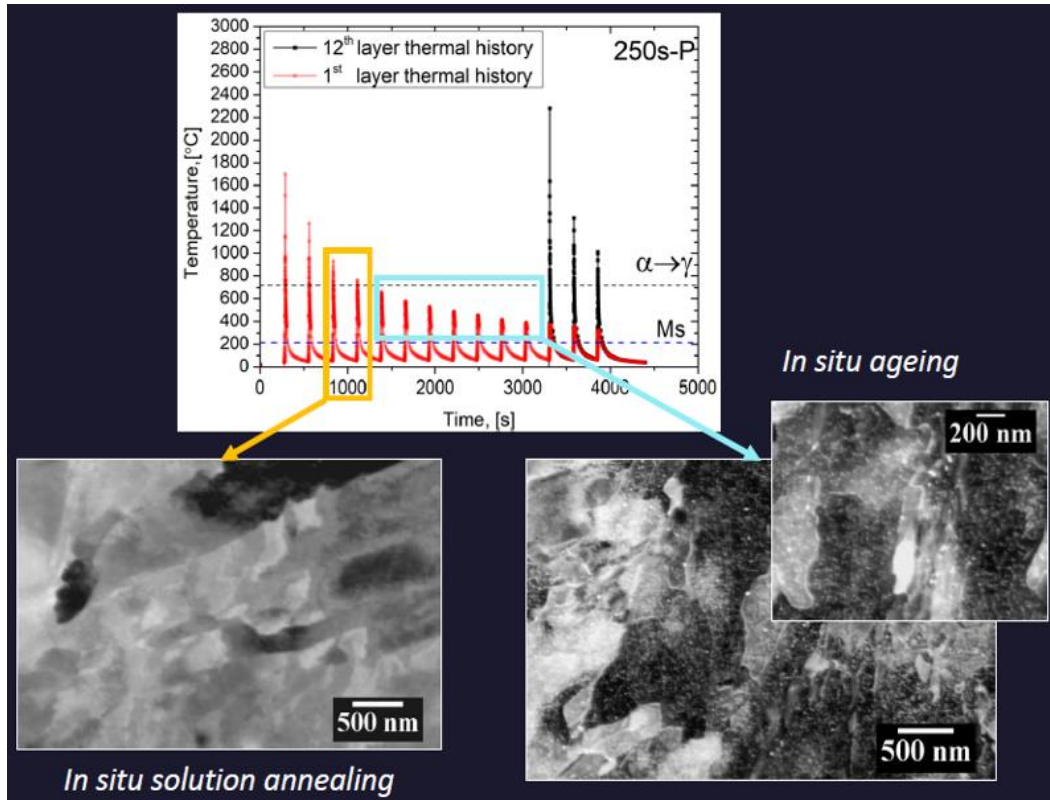 3000
2800
2600
2400
2200
2000
1800
1600
1400
1200
1000
800
600
400
200
0
Temperature,[°C]
12th layer thermal history
1st layer thermal history
250s-P
α→γ
Ms
0 1000 2000 3000 4000 5000
Time, [s]
In situ ageing
200 nm
500 nm
500 nm
In situ solution annealing